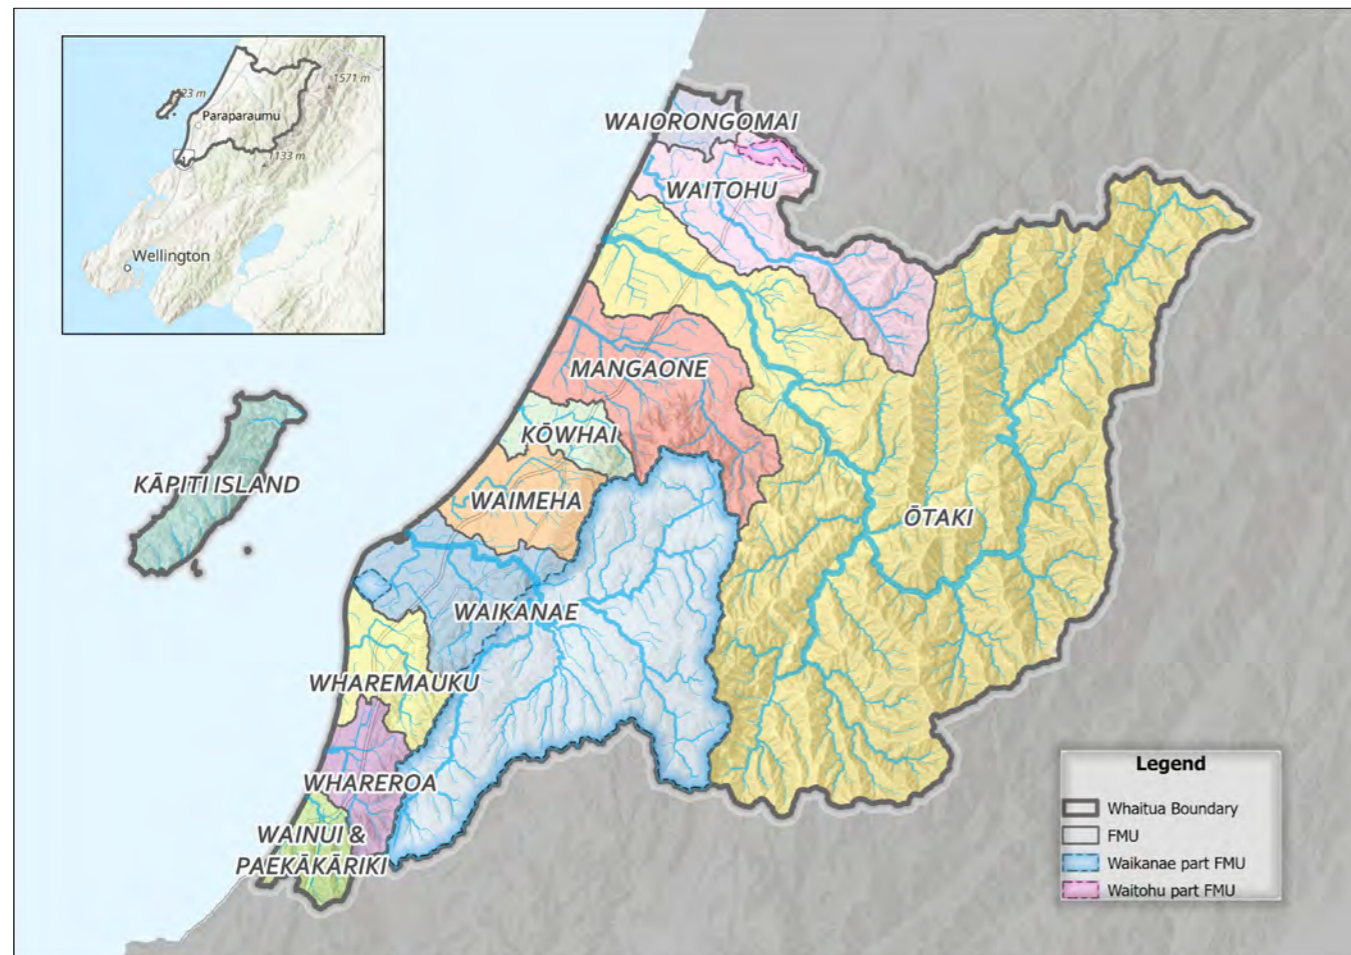 1571 m
Paraparaumu
1133 m
Wellington
WAIORONGOMAI
WAITOHU
MANGAONE
KŌWHAI
KĀPITI ISLAND
WAIMEHA
ŌTAKI
WAIKANAE
WHAREMAUKU
WHAREROA
WAINUI &
PAEKĀKĀRIKI
Legend
Whaitua Boundary
FMU
Waikanae part FMU
Waitohu part FMU